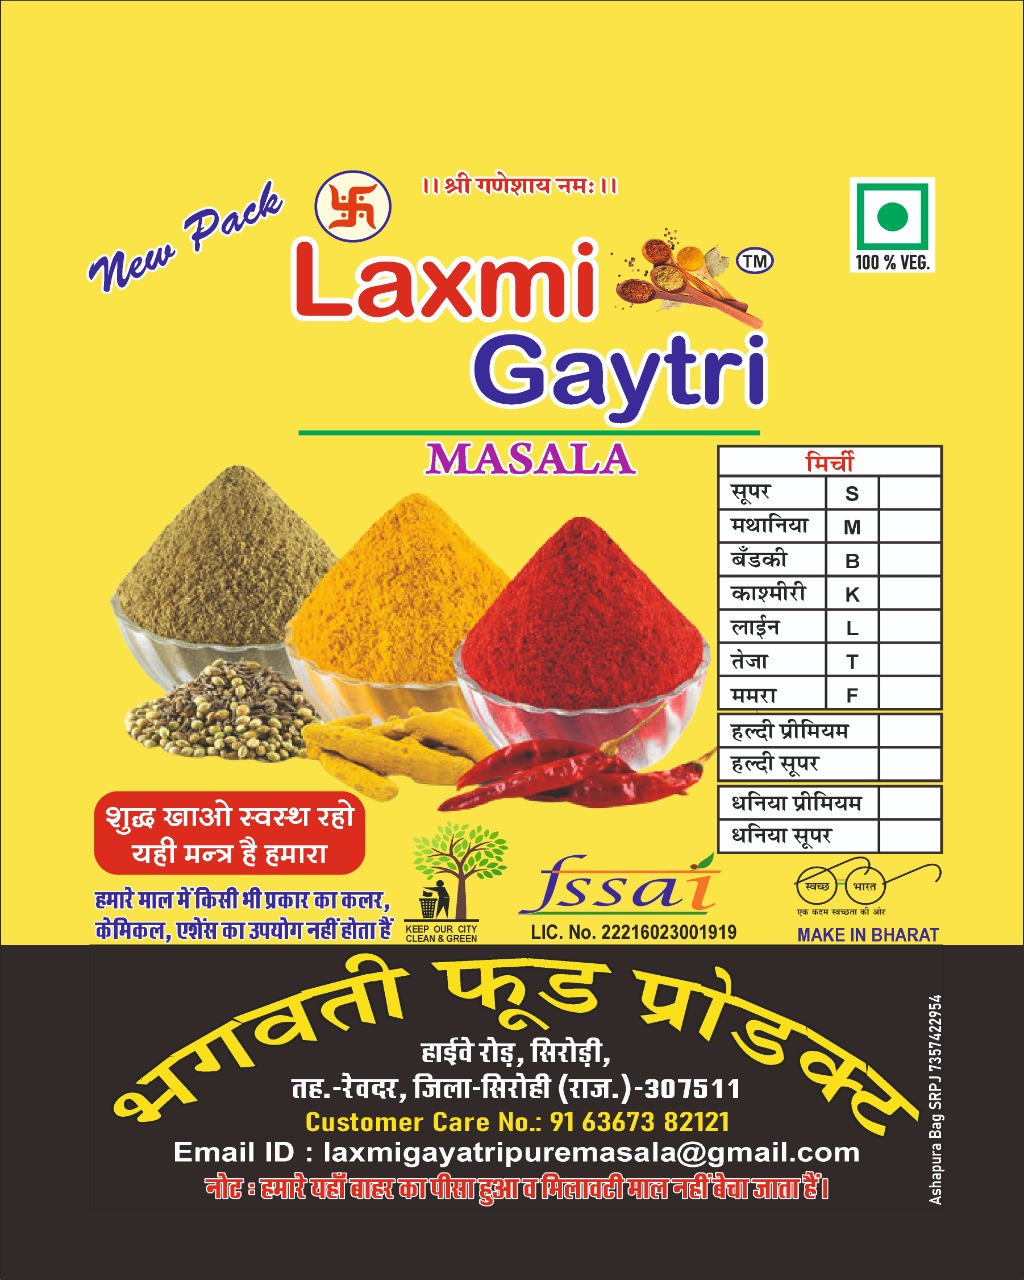 ।। श्री गणेशाय नमः ।।
New Pack
100 % VEG.
Laxmi
TM
Gaytri
MASALA
मिर्ची
सूपर S
मथानिया M
बँडकी B
काश्मीरी K
लाईन L
तेजा T
ममरा F
हल्दी प्रीमियम
हल्दी सूपर
धनिया प्रीमियम
धनिया सूपर
शुद्ध खाओ स्वस्थ रहो
यही मन्त्र है हमारा
हमारे माल में किसी भी प्रकार का कलर,
केमिकल, एशेंस का उपयोग नहीं होता हैं
KEEP OUR CITY
CLEAN & GREEN
fssai
LIC. No. 22216023001919
स्वच्छ भारत
एक कदम स्वच्छता की ओर
MAKE IN BHARAT
भगवती फूड प्रोडक्ट
हाईवे रोड़, सिरोड़ी,
तह.-रेवदर, जिला-सिरोही (राज.)-307511
Customer Care No.: 91 63673 82121
Email ID : laxmigayatripuremasala@gmail.com
नोट : हमारे यहाँ बाहर का पीसा हुआ व मिलावटी माल नहीं बेचा जाता हैं।
Ashapura Bag SRPJ 7357422954